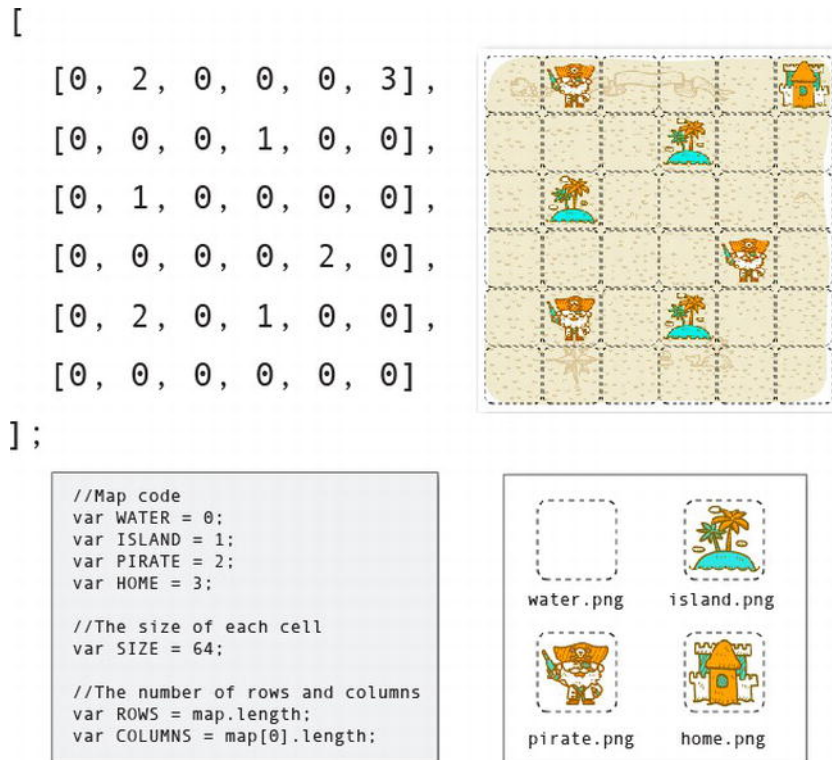 [
[0, 2, 0, 0, 0, 3],
[0, 0, 0, 1, 0, 0],
[0, 1, 0, 0, 0, 0],
[0, 0, 0, 0, 2, 0],
[0, 2, 0, 1, 0, 0],
[0, 0, 0, 0, 0, 0]
];
//Map code
var WATER = 0;
var ISLAND = 1;
var PIRATE = 2;
var HOME = 3;
//The size of each cell
var SIZE = 64;
//The number of rows and columns
var ROWS = map.length;
var COLUMNS = map[0].length;
water.png island.png
pirate.png home.png